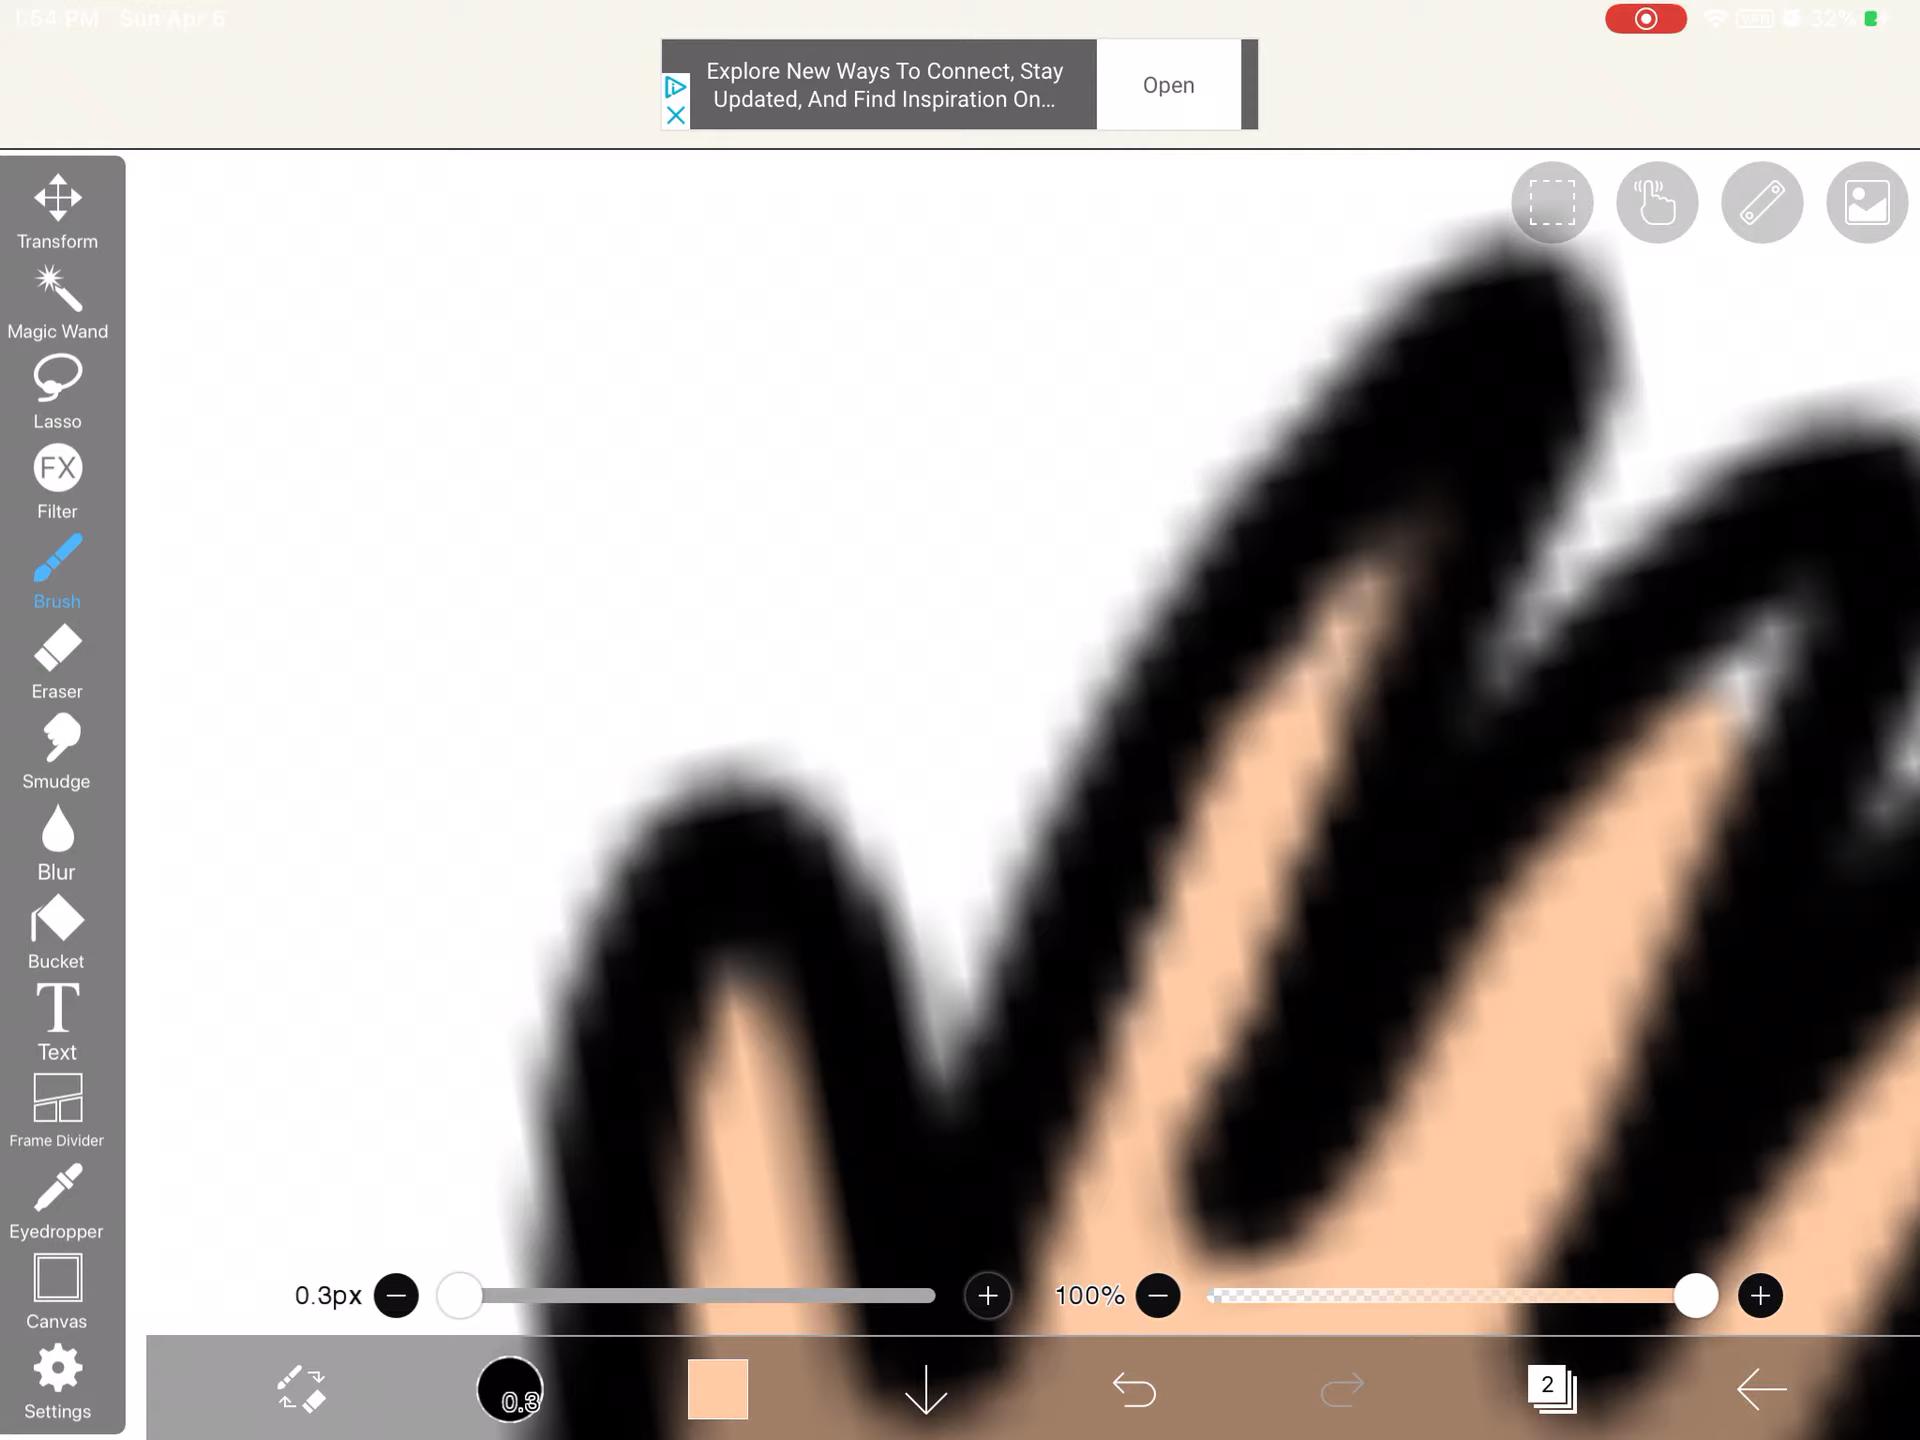 1:54 PM Sun Apr 6
VPN 32%
Explore New Ways To Connect, Stay
Updated, And Find Inspiration On...
Open
Transform
Magic Wand
Lasso
FX
Filter
Brush
Eraser
Smudge
Blur
Bucket
T
Text
Frame Divider
Eyedropper
Canvas
Settings
0.3px
100%
0.3
2